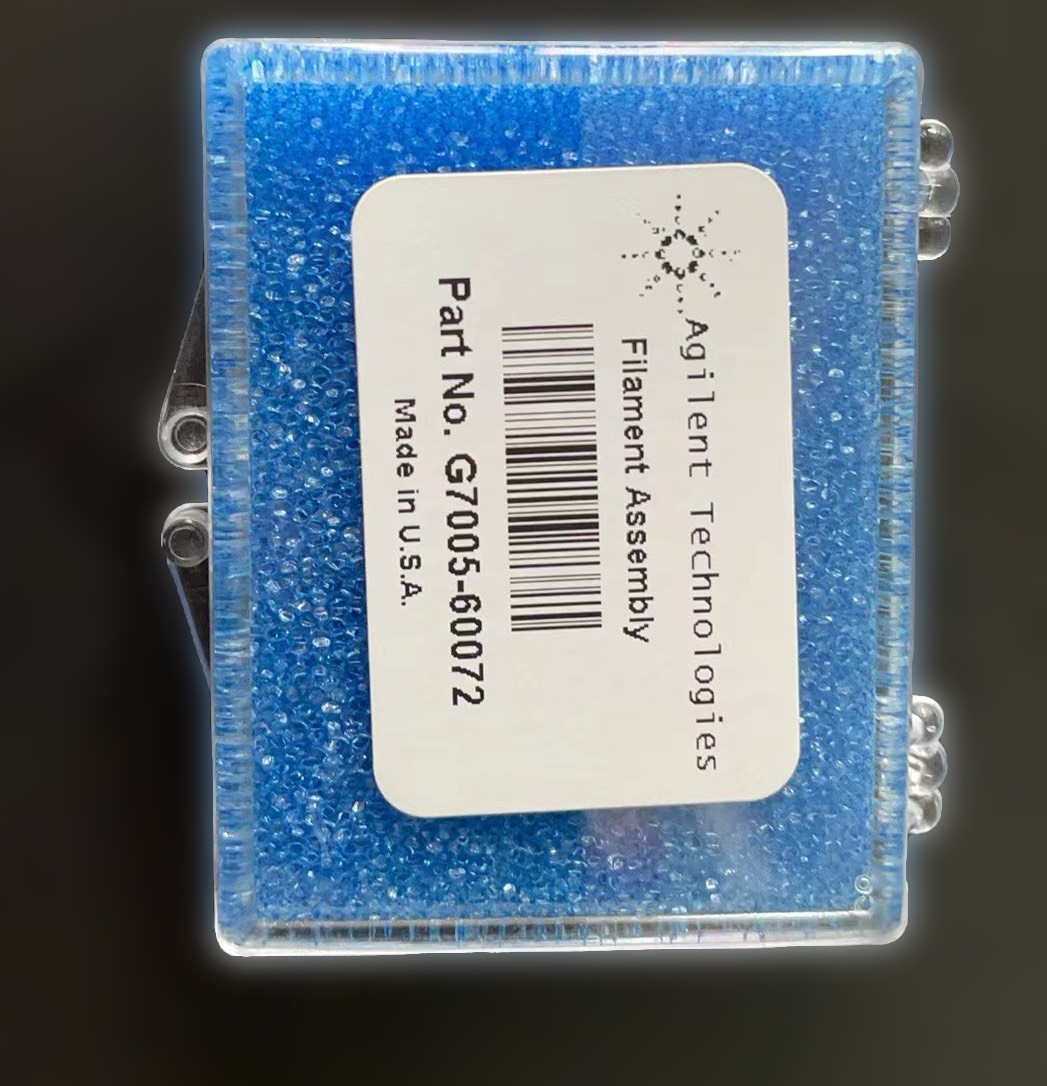 Agilent Technologies
Filament Assembly
Part No. G7005-60072
Made in U.S.A.